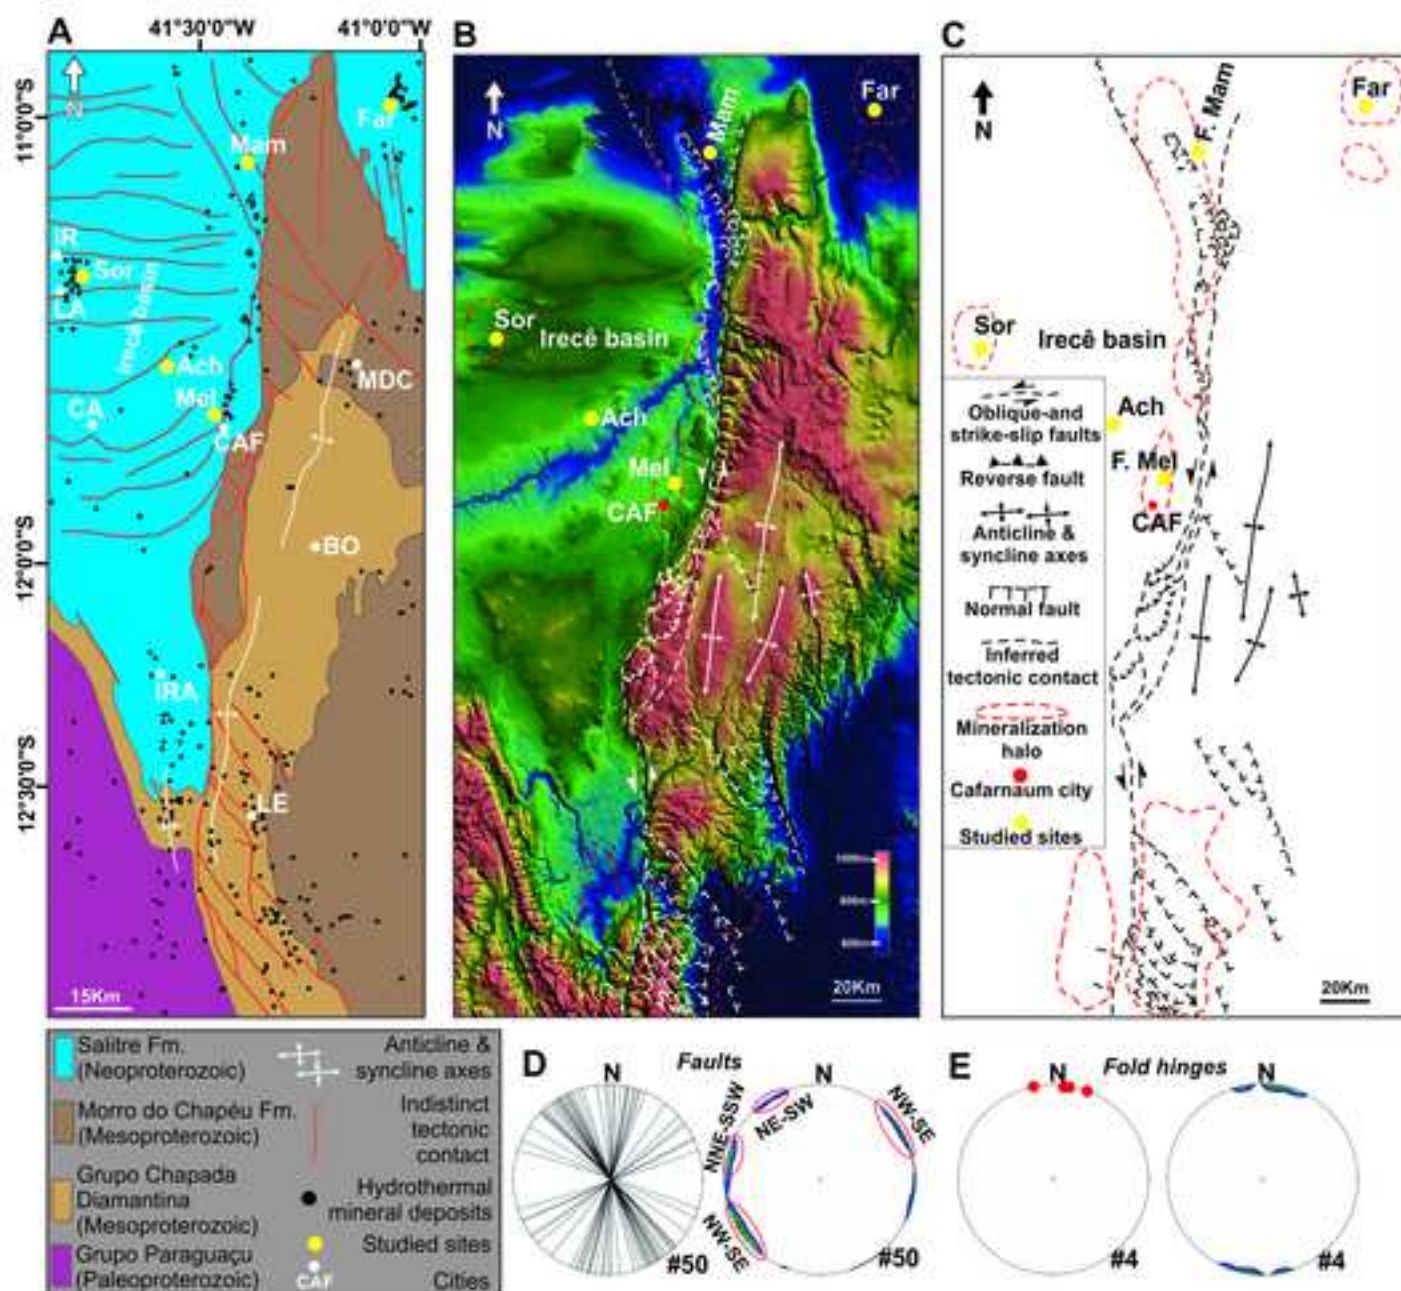 A
41°30'0"W
41°0'0"W
11°0'0"S
12°0'0"S
12°30'0"S
N
Far
Mam
IR
Sor
LA
Irecê basin
Ach
MDC
Mel
CA
CAF
BO
IRA
LE
15Km
B
N
Far
Mam
Sor
Irecê basin
Ach
Mel
CAF
20Km
C
N
F. Mam
Far
Sor
Irecê basin
Ach
F. Mel
CAF
Oblique-and
strike-slip faults
Reverse fault
Anticline &
syncline axes
Normal fault
Inferred
tectonic contact
Mineralization
halo
Cafarnaum city
Studied sites
20Km
Salitre Fm.
(Neoproterozoic)
Morro do Chapéu Fm.
(Mesoproterozoic)
Grupo Chapada
Diamantina
(Mesoproterozoic)
Grupo Paraguaçu
(Paleoproterozoic)
Anticline &
syncline axes
Indistinct
tectonic
contact
Hydrothermal
mineral deposits
Studied sites
CAF
Cities
D
Faults
N
#50
N
NE-SW
NNE-SSW
NW-SE
NW-SE
#50
E
Fold hinges
N
#4
N
#4